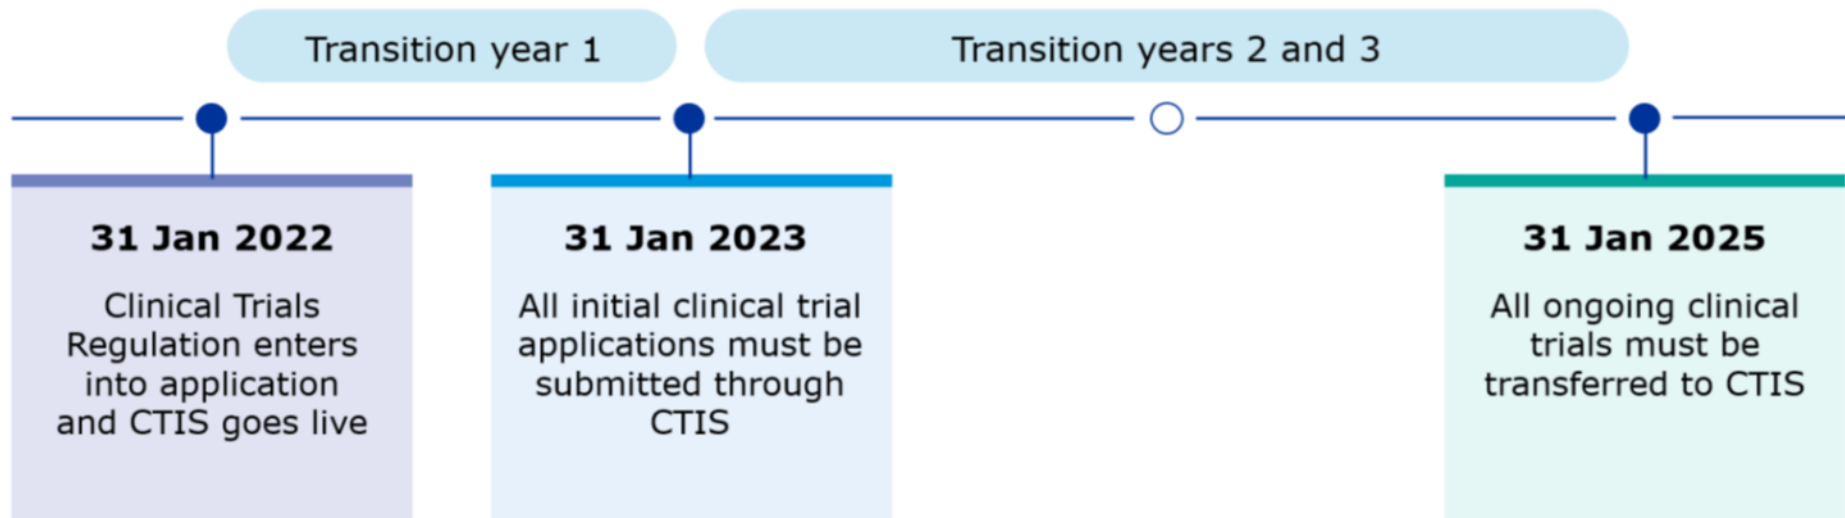 Transition year 1
Transition years 2 and 3
31 Jan 2022
Clinical Trials
Regulation enters
into application
and CTIS goes live
31 Jan 2023
All initial clinical trial
applications must be
submitted through
CTIS
31 Jan 2025
All ongoing clinical
trials must be
transferred to CTIS